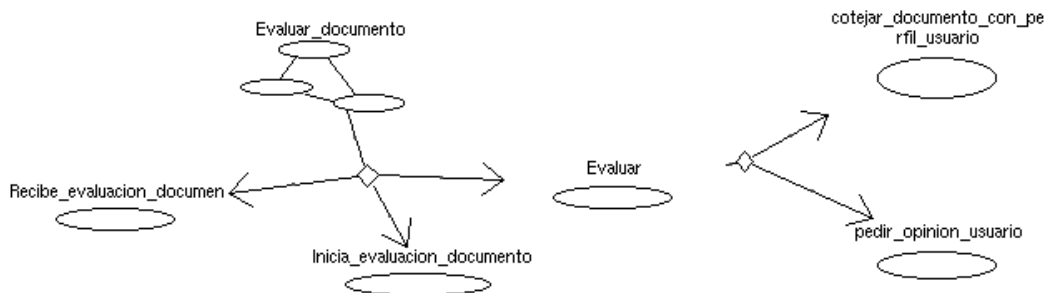 Evaluar_documento
cotejar_documento_con_pe
rfil_usuario
Evaluar
Recibe_evaluacion_documen
pedir_opinion_usuario
Inicia_evaluacion_documento